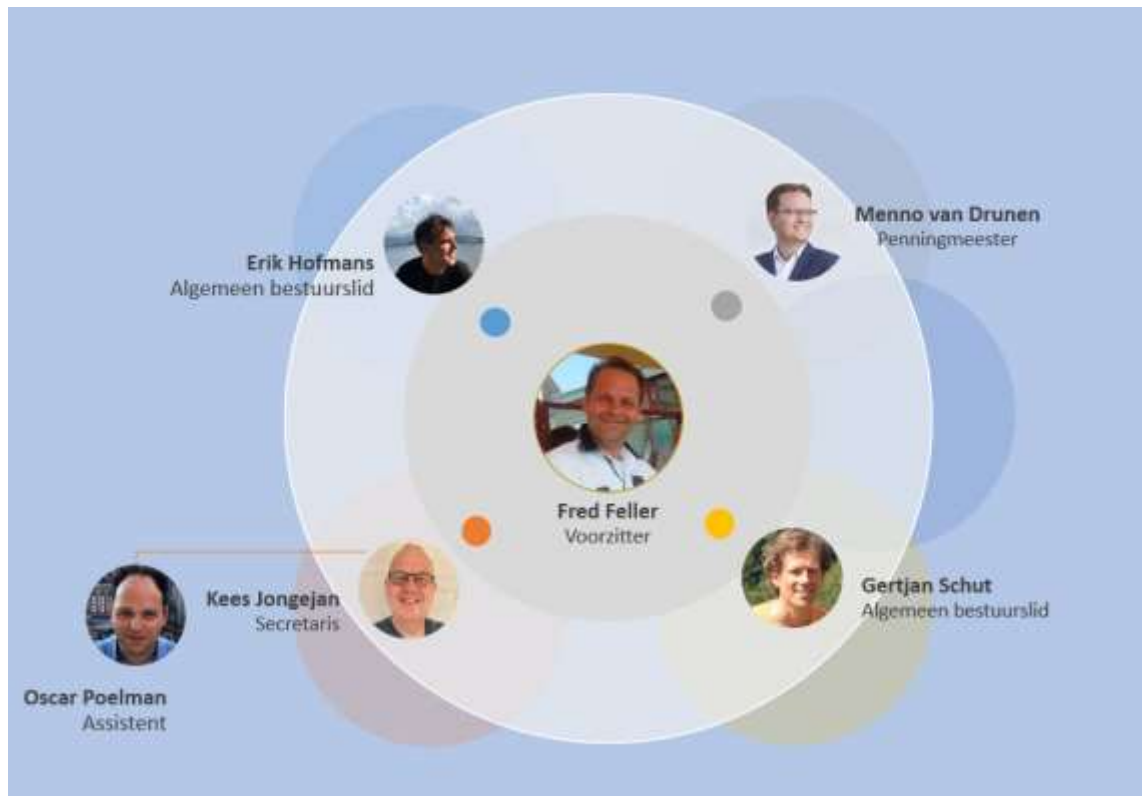 Menno van Drunen
Penningmeester
Erik Hofmans
Algemeen bestuurslid
Fred Feller
Voorzitter
Gertjan Schut
Algemeen bestuurslid
Kees Jongejan
Secretaris
Oscar Poelman
Assistent